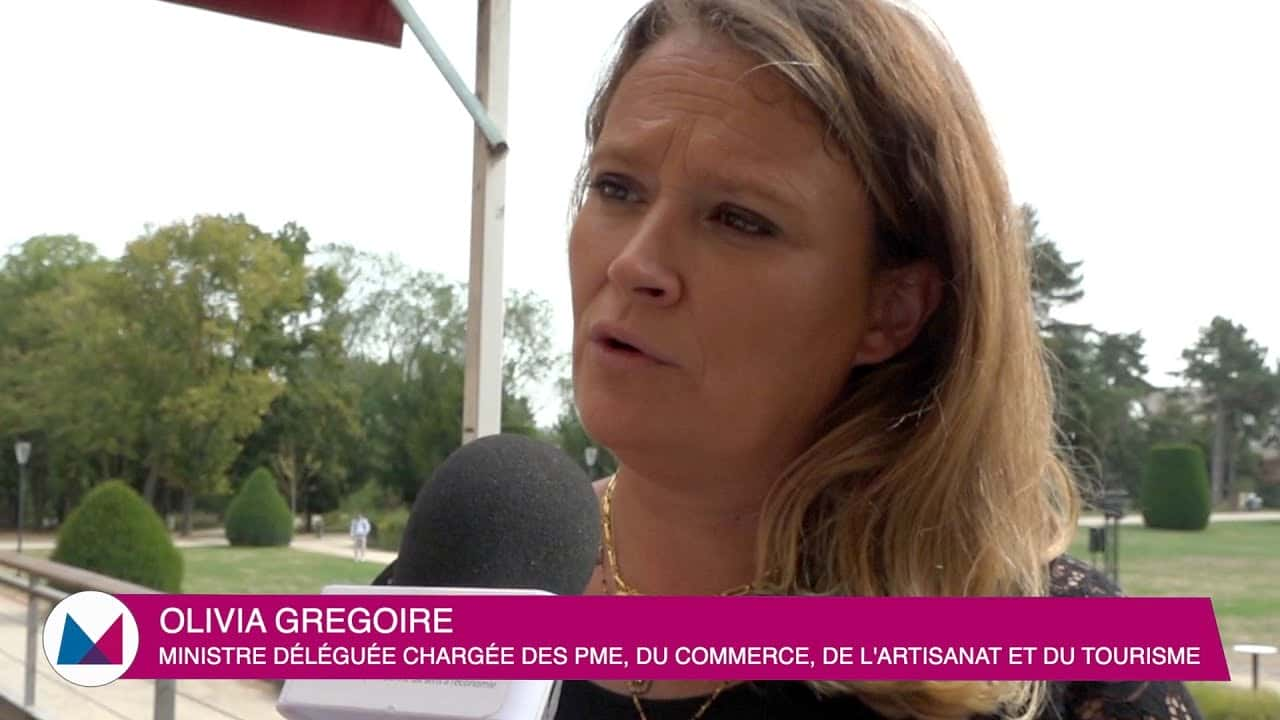 OLIVIA GREGOIRE
MINISTRE DÉLÉGUÉE CHARGÉE DES PME, DU COMMERCE, DE L'ARTISANAT ET DU TOURISME